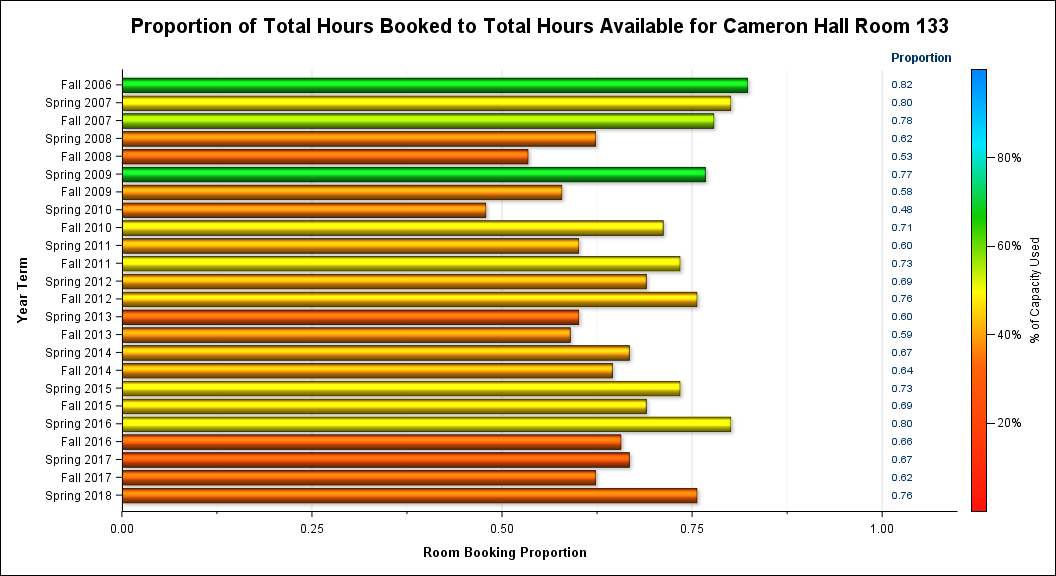 Proportion of Total Hours Booked to Total Hours Available for Cameron Hall Room 133
Proportion
Fall 2006 0.82
Spring 2007 0.80
Fall 2007 0.78
Spring 2008 0.62
Fall 2008 0.53
Spring 2009 0.77
Fall 2009 0.58
Spring 2010 0.48
Fall 2010 0.71
Spring 2011 0.60
Fall 2011 0.73
Spring 2012 0.69
Fall 2012 0.76
Spring 2013 0.60
Fall 2013 0.59
Spring 2014 0.67
Fall 2014 0.64
Spring 2015 0.73
Fall 2015 0.69
Spring 2016 0.80
Fall 2016 0.66
Spring 2017 0.67
Fall 2017 0.62
Spring 2018 0.76
Year Term
0.00 0.25 0.50 0.75 1.00
Room Booking Proportion
80%
60%
40%
20%
% of Capacity Used